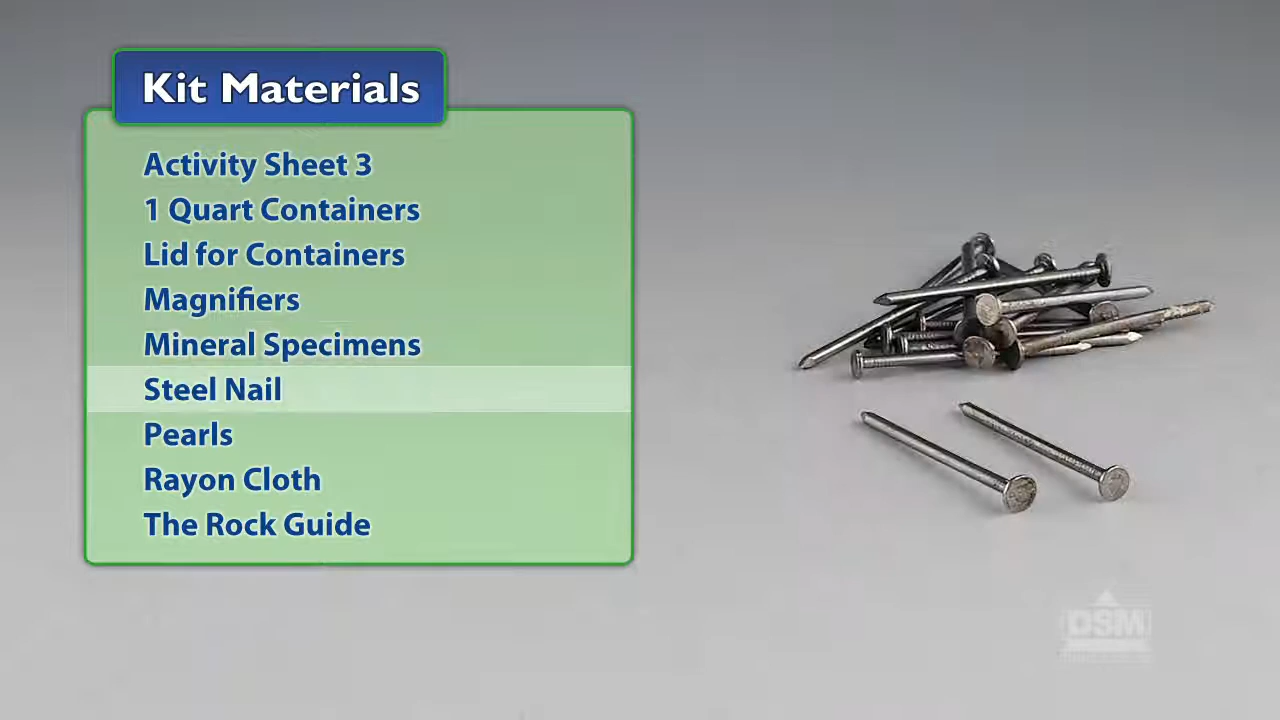 Kit Materials
Activity Sheet 3
1 Quart Containers
Lid for Containers
Magnifiers
Mineral Specimens
Steel Nail
Pearls
Rayon Cloth
The Rock Guide
DSM